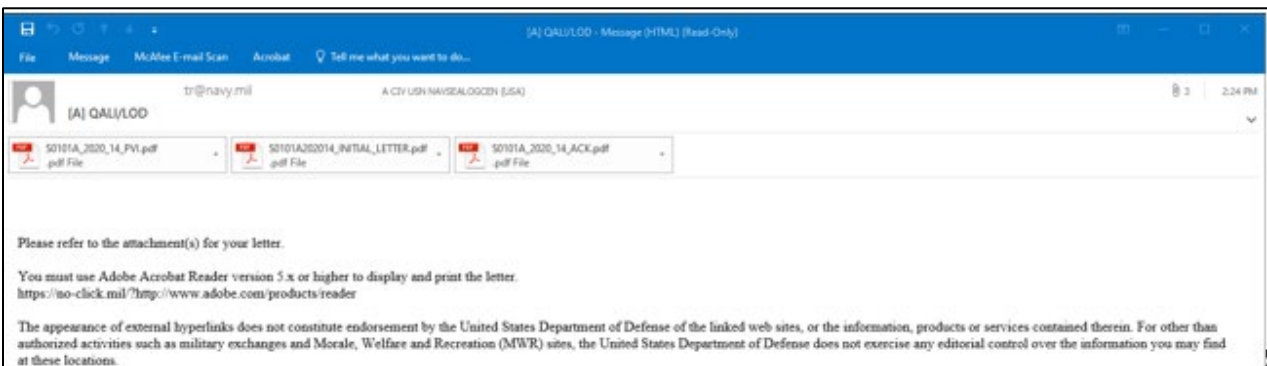 [A] QALI/LOD - Message (HTML) (Read-Only)
File Message McAfee E-mail Scan Acrobat Tell me what you want to do...
tr@navy.mil A CIV USN NAVSEALOGCEN (USA) 3 2:24 PM
[A] QALI/LOD
S0101A_2020_14_PVI.pdf S0101A202014_INITIAL_LETTER.pdf S0101A_2020_14_ACK.pdf
.pdf File .pdf File .pdf File
Please refer to the attachment(s) for your letter.
You must use Adobe Acrobat Reader version 5.x or higher to display and print the letter.
https://no-click.mil/?http://www.adobe.com/products/reader
The appearance of external hyperlinks does not constitute endorsement by the United States Department of Defense of the linked web sites, or the information, products or services contained therein. For other than
authorized activities such as military exchanges and Morale, Welfare and Recreation (MWR) sites, the United States Department of Defense does not exercise any editorial control over the information you may find
at these locations.